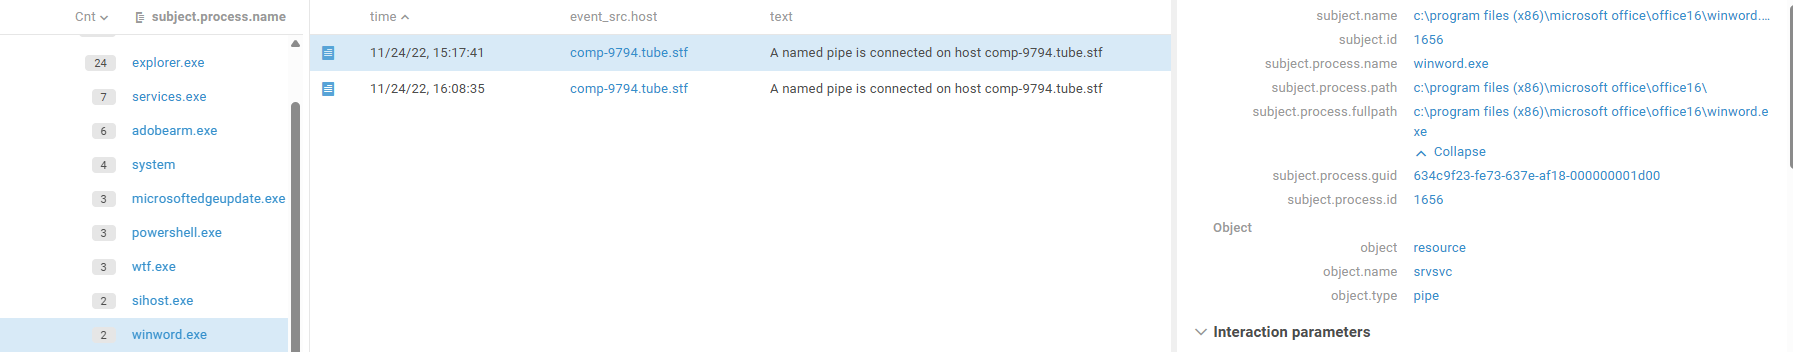 Cnt subject.process.name
24 explorer.exe
7 services.exe
6 adobearm.exe
4 system
3 microsoftedgeupdate.exe
3 powershell.exe
3 wtf.exe
2 sihost.exe
2 winword.exe
time event_src.host text
11/24/22, 15:17:41 comp-9794.tube.stf A named pipe is connected on host comp-9794.tube.stf
11/24/22, 16:08:35 comp-9794.tube.stf A named pipe is connected on host comp-9794.tube.stf
subject.name c:\program files (x86)\microsoft office\office16\winword.…
subject.id 1656
subject.process.name winword.exe
subject.process.path c:\program files (x86)\microsoft office\office16\
subject.process.fullpath c:\program files (x86)\microsoft office\office16\winword.e
xe
Collapse
subject.process.guid 634c9f23-fe73-637e-af18-000000001d00
subject.process.id 1656
Object
object resource
object.name srvsvc
object.type pipe
Interaction parameters